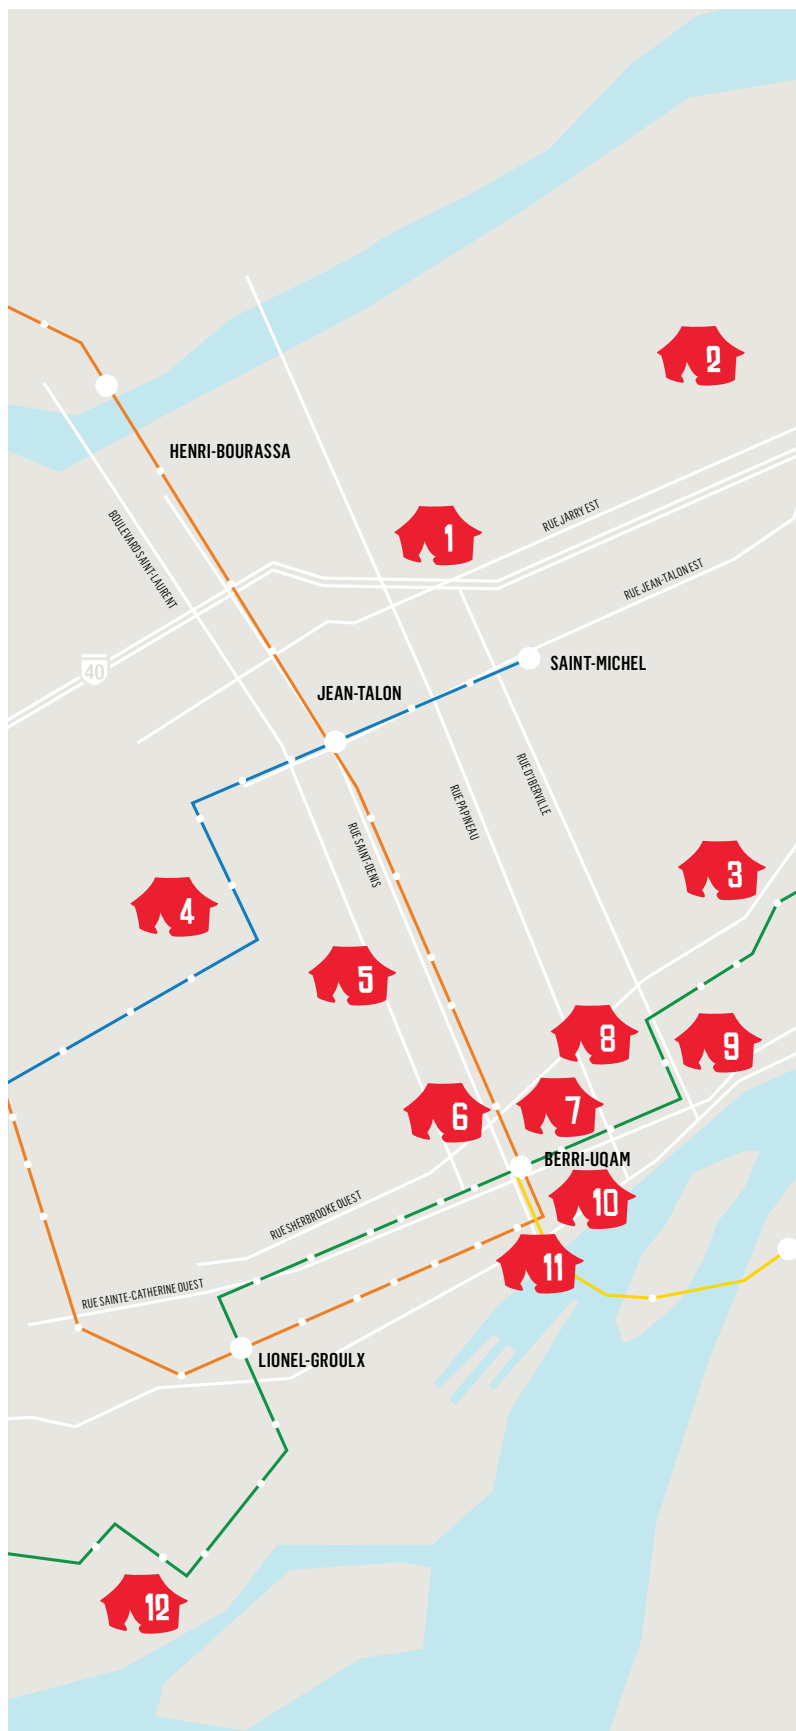 2
HENRI-BOURASSA
RUE JARRY EST
1
BOULEVARD SAINT-LAURENT
RUE JEAN-TALON EST
40
SAINT-MICHEL
JEAN-TALON
RUE D'IBERVILLE
RUE PAPINEAU
RUE SAINT-DENIS
3
4
5
8
9
6
7
BERRI-UQAM
10
RUE SHERBROOKE OUEST
11
RUE SAINTE-CATHERINE OUEST
LIONEL-GROULX
12